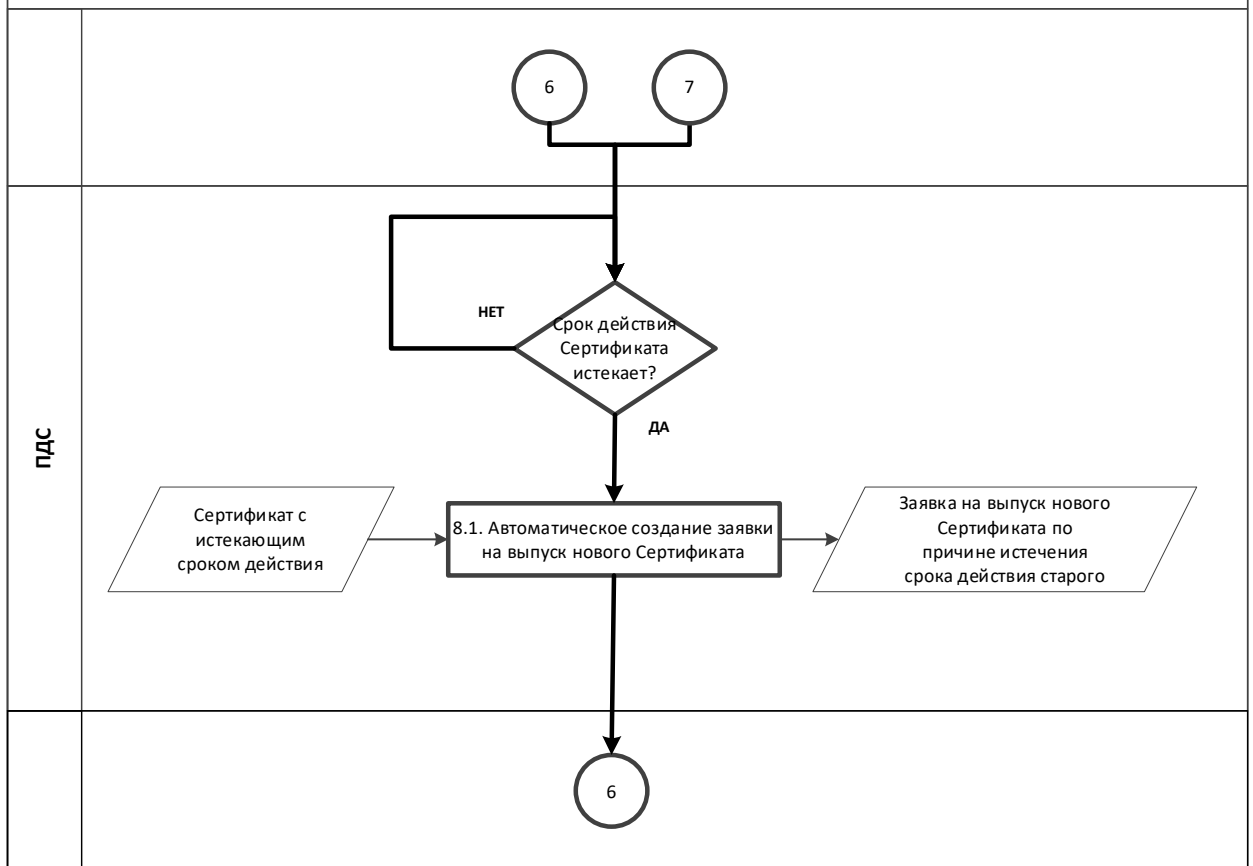 6
7
НЕТ
Срок действия
Сертификата
истекает?
ДА
ПДС
Сертификат с
истекающим
сроком действия
8.1. Автоматическое создание заявки
на выпуск нового Сертификата
Заявка на выпуск нового
Сертификата по
причине истечения
срока действия старого
6